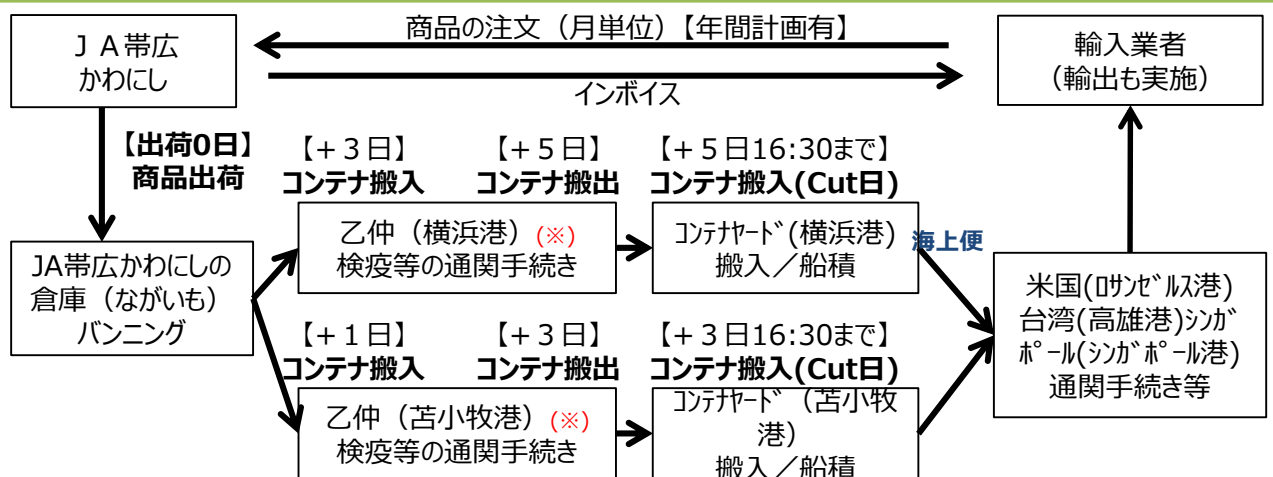 商品の注文（月単位）【年間計画有】
ＪＡ帯広
かわにし
輸入業者
（輸出も実施）
インボイス
【出荷0日】
商品出荷
【+３日】
コンテナ搬入
【+５日】
コンテナ搬出
【+５日16:30まで】
コンテナ搬入(Cut日)
乙仲（横浜港）(※)
検疫等の通関手続き
ｺﾝﾃﾅﾔｰﾄﾞ(横浜港)
搬入／船積
海上便
JA帯広かわにしの
倉庫（ながいも）
バンニング
米国(ﾛｻﾝｾﾞﾙｽ港)
台湾(高雄港)ｼﾝｶﾞ
ﾎﾟｰﾙ(ｼﾝｶﾞﾎﾟｰﾙ港)
通関手続き等
【+１日】
コンテナ搬入
【+３日】
コンテナ搬出
【+３日16:30まで】
コンテナ搬入(Cut日)
乙仲（苫小牧港）(※)
検疫等の通関手続き
ｺﾝﾃﾅﾔｰﾄﾞ（苫小牧
港）
搬入／船積